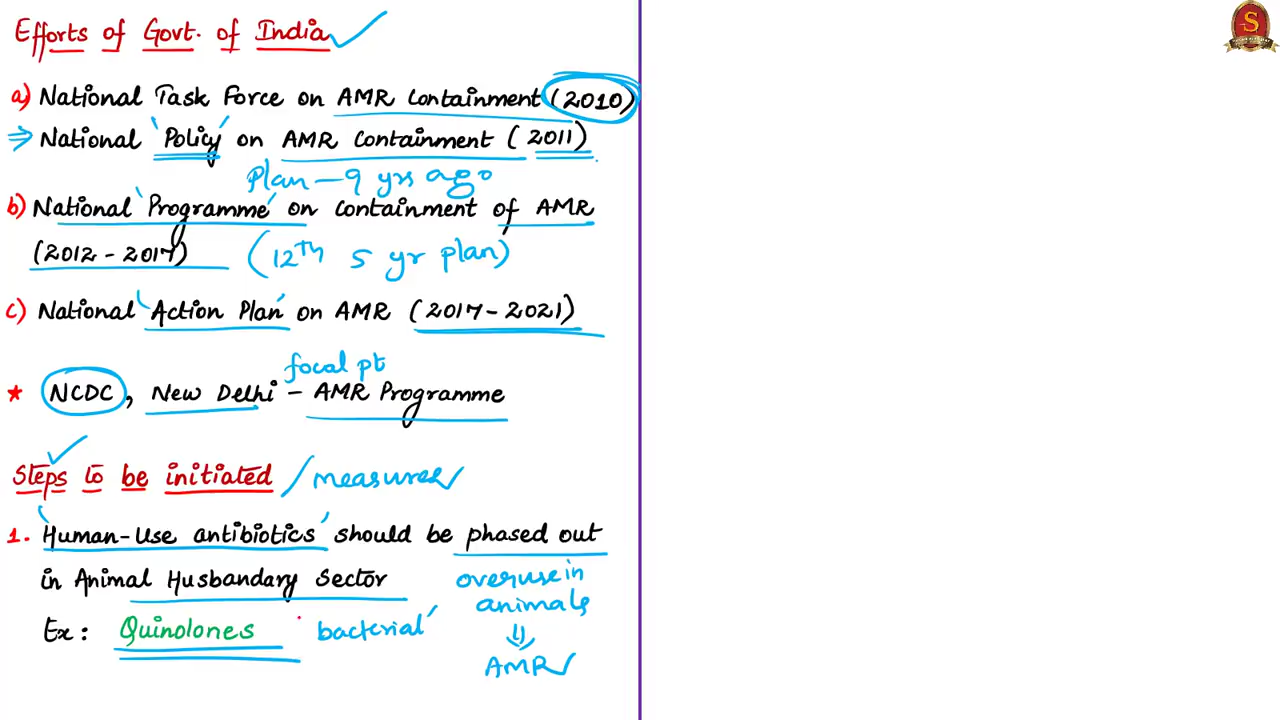 Efforts of Govt. of India
a) National Task Force on AMR Containment (2010)
⇒ National 'Policy' on AMR Containment (2011)
Plan – 9 yrs ago
b) National 'Programme' on containment of AMR
(2012 - 2017) (12th 5 yr plan)
c) National 'Action Plan' on AMR (2017 - 2021)
focal pt
* NCDC, New Delhi – AMR Programme
Steps to be initiated / measures
1. 'Human-Use antibiotics' should be phased out
in Animal Husbandary Sector
overuse in
animals
Ex: Quinolones bacterial
⇓
AMR
S